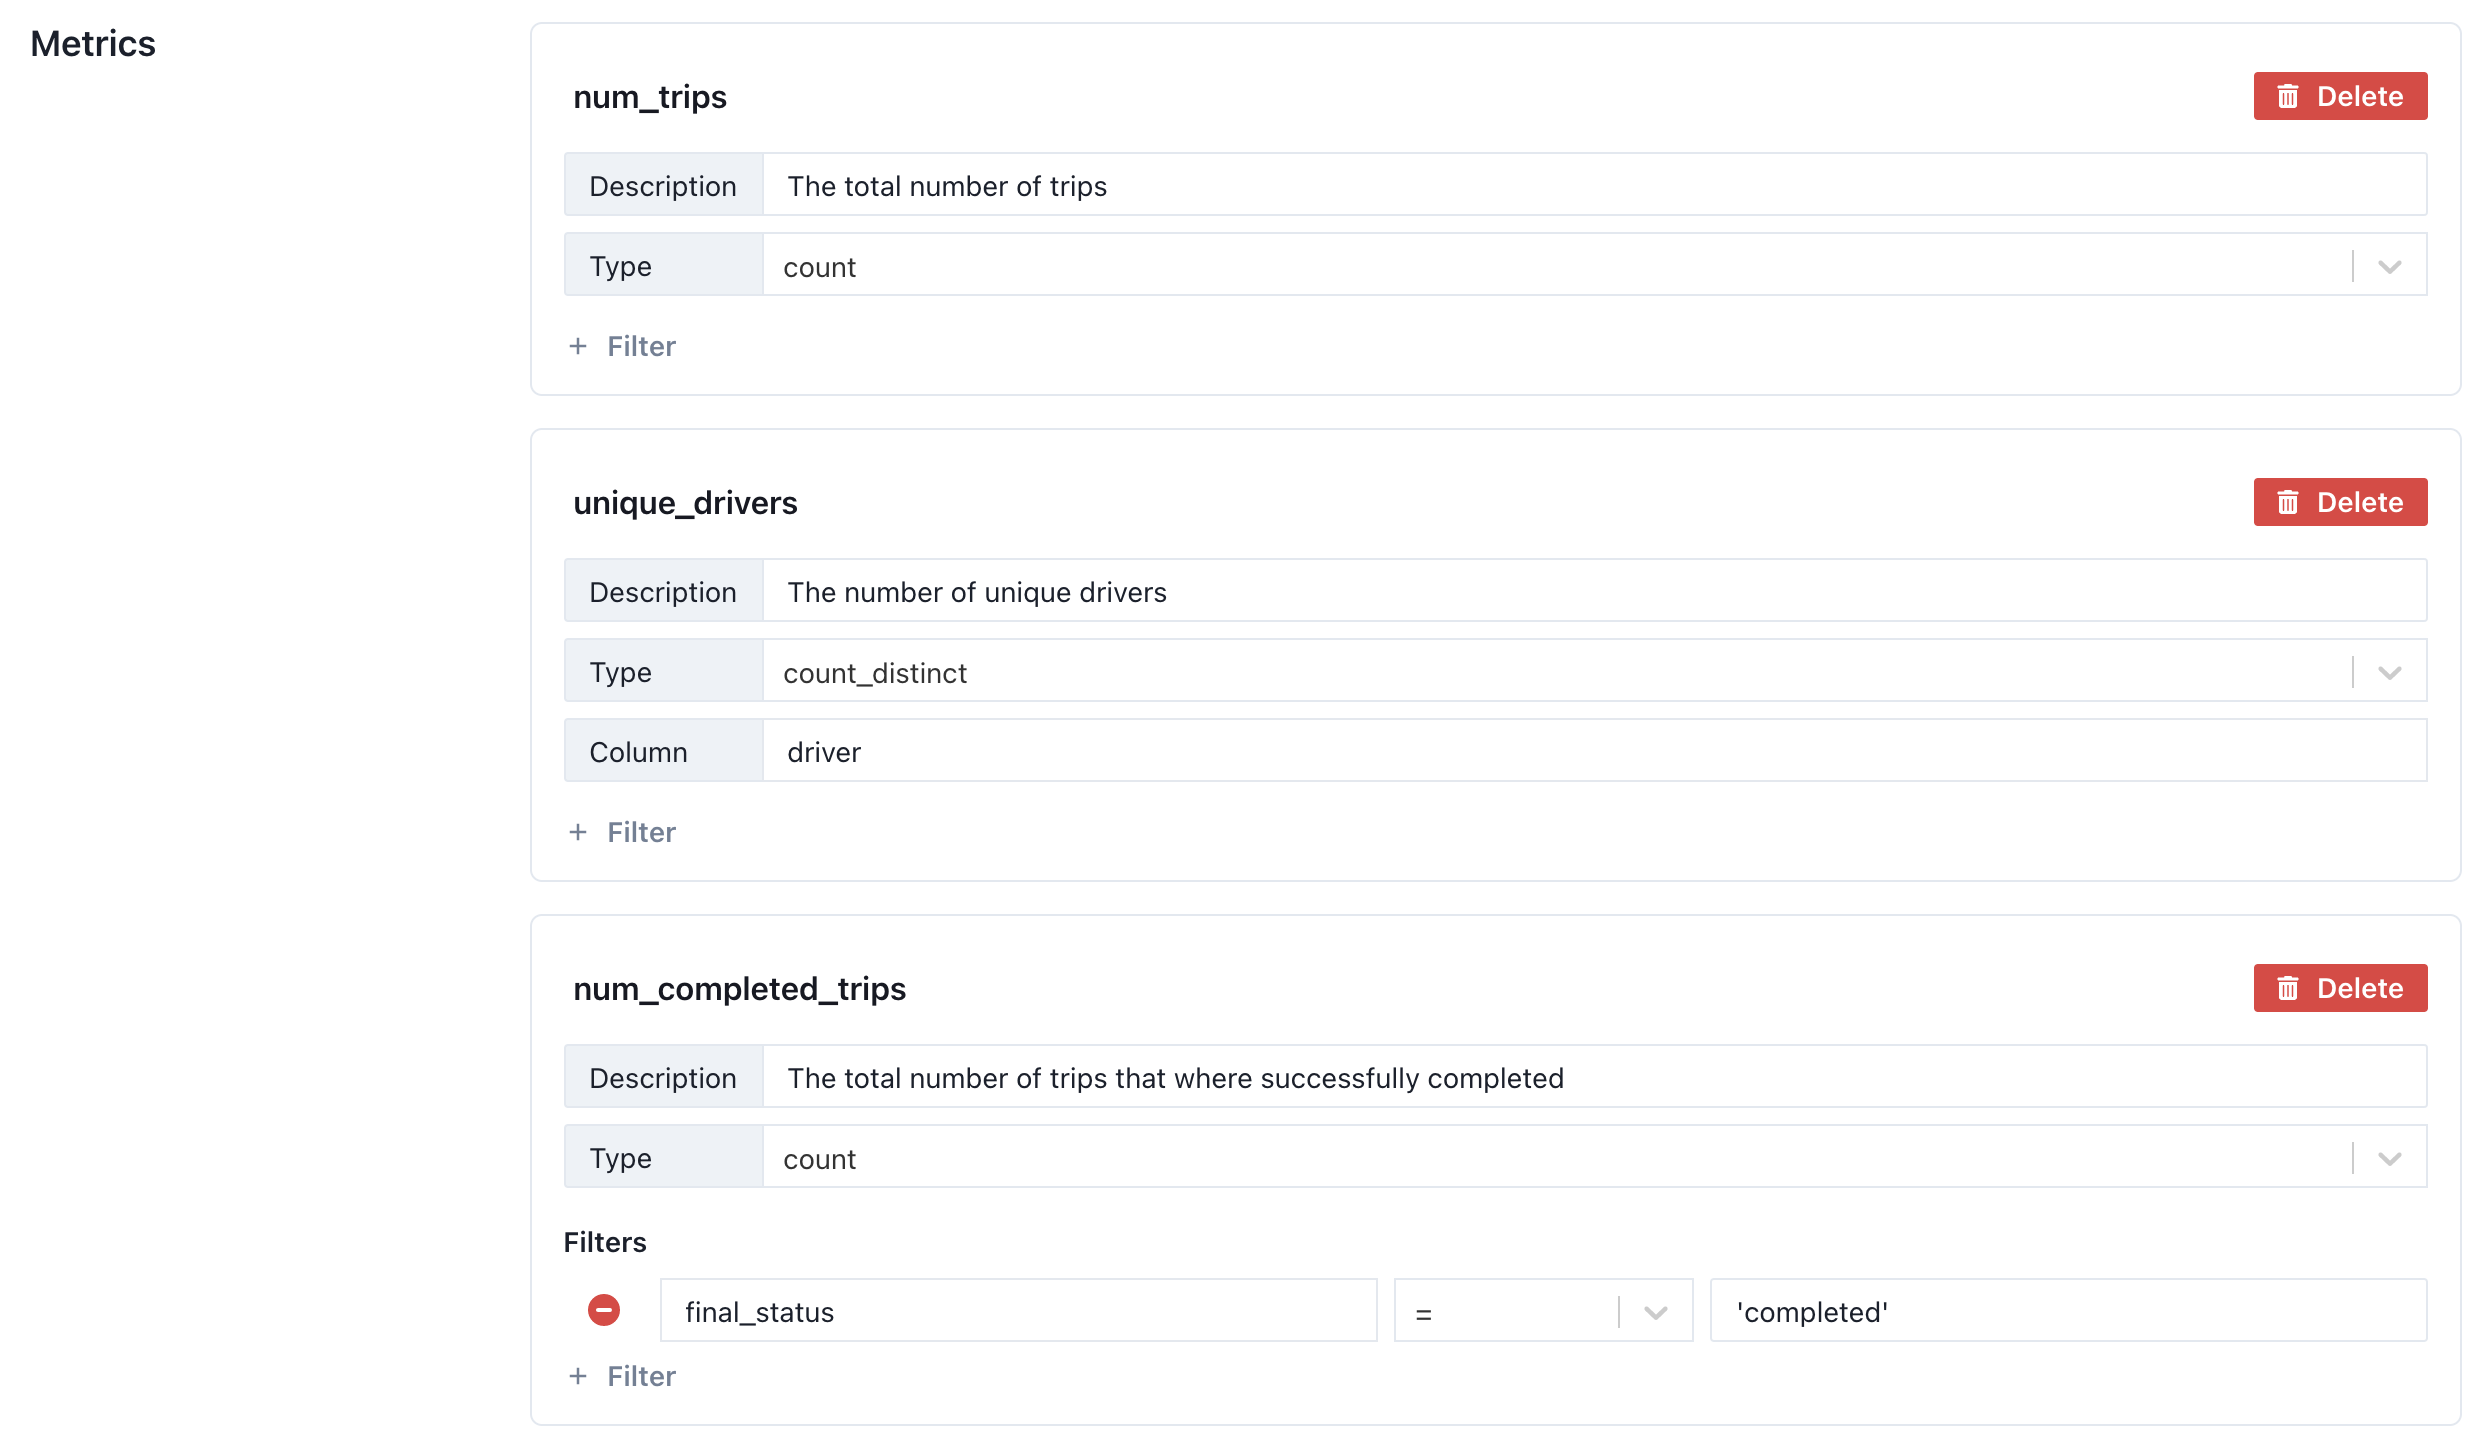 Metrics
num_trips
Delete
Description The total number of trips
Type count
+ Filter
unique_drivers
Delete
Description The number of unique drivers
Type count_distinct
Column driver
+ Filter
num_completed_trips
Delete
Description The total number of trips that where successfully completed
Type count
Filters
final_status = 'completed'
+ Filter